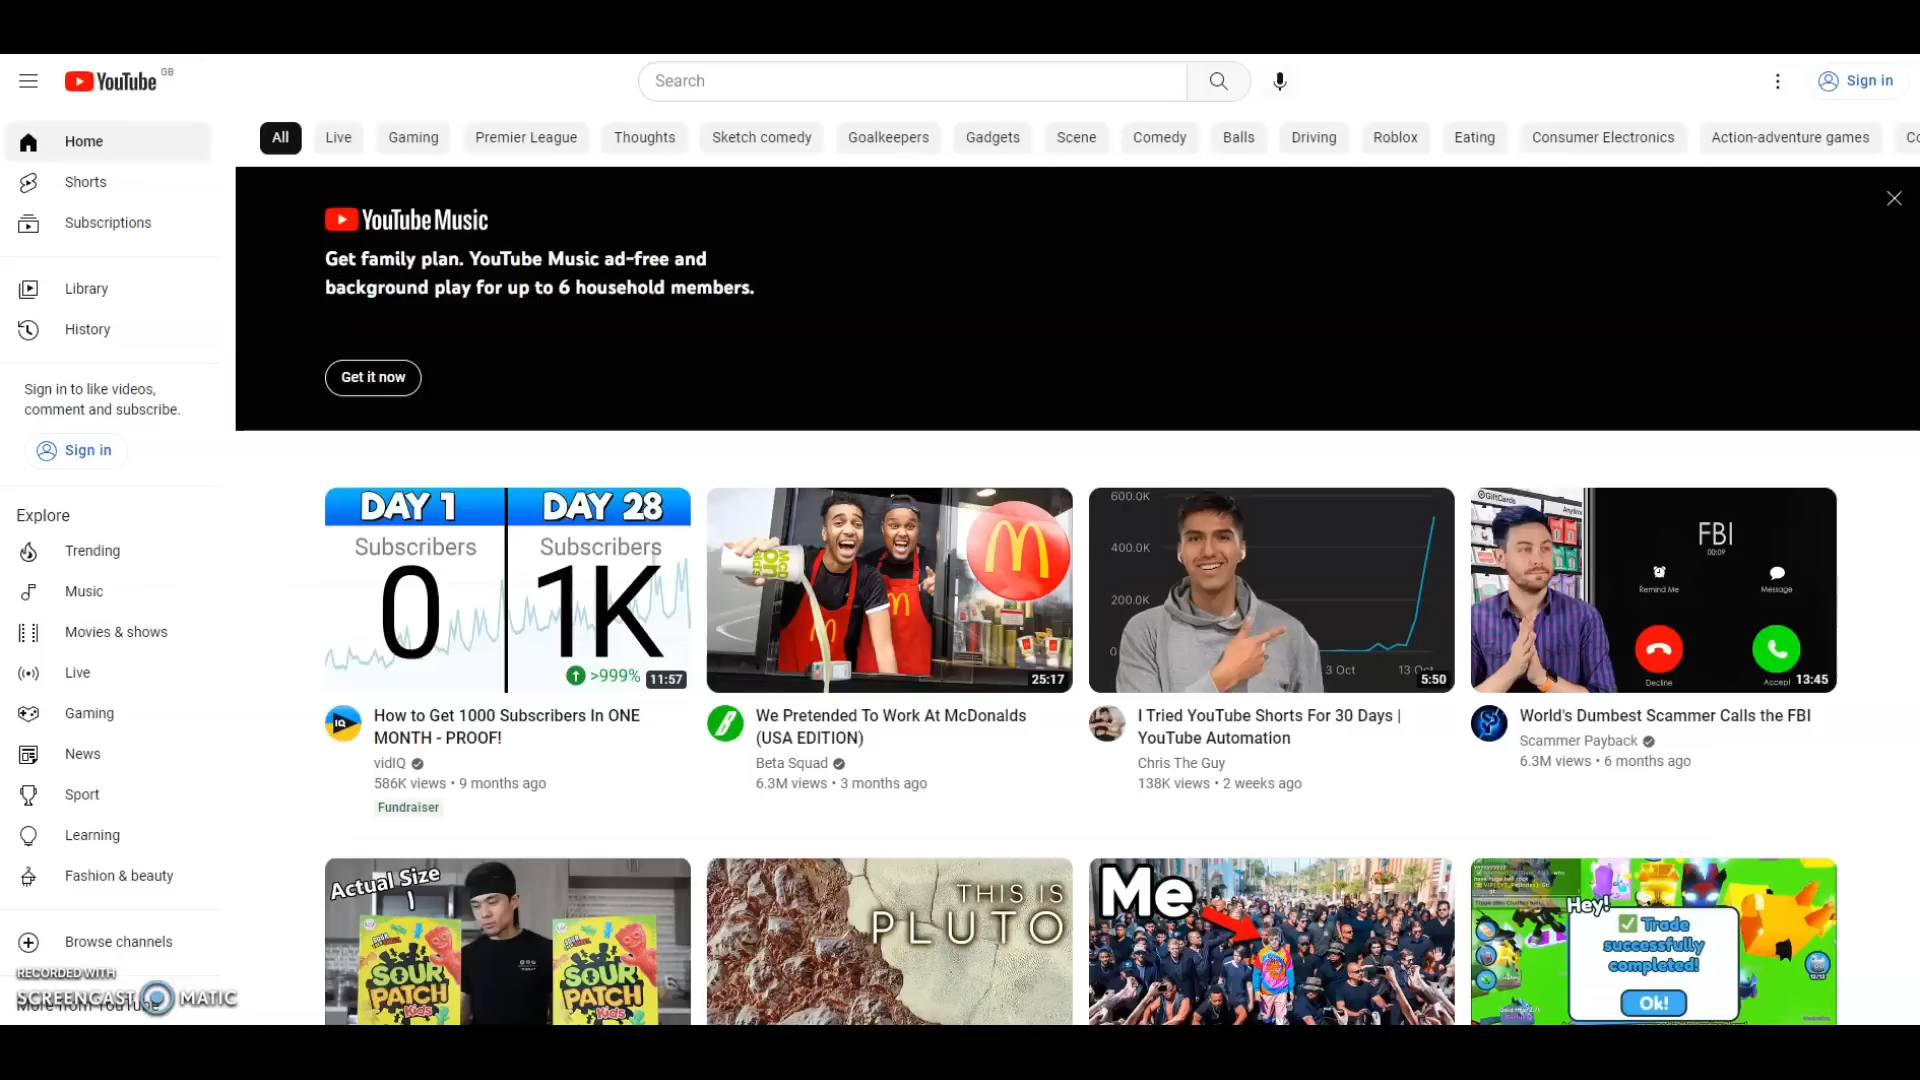 YouTube GB
Search
Sign in
Home
Shorts
Subscriptions
Library
History
Sign in to like videos,
comment and subscribe.
Sign in
Explore
Trending
Music
Movies & shows
Live
Gaming
News
Sport
Learning
Fashion & beauty
Browse channels
More from YouTube
RECORDED WITH
SCREENCAST MATIC
All
Live
Gaming
Premier League
Thoughts
Sketch comedy
Goalkeepers
Gadgets
Scene
Comedy
Balls
Driving
Roblox
Eating
Consumer Electronics
Action-adventure games
YouTube Music
Get family plan. YouTube Music ad-free and
background play for up to 6 household members.
Get it now
DAY 1
DAY 28
Subscribers
Subscribers
0
1K
>999%
11:57
How to Get 1000 Subscribers In ONE
MONTH - PROOF!
vidIQ
586K views • 9 months ago
Fundraiser
25:17
We Pretended To Work At McDonalds
(USA EDITION)
Beta Squad
6.3M views • 3 months ago
600.0K
400.0K
200.0K
0
3 Oct
13 Oct
5:50
I Tried YouTube Shorts For 30 Days |
YouTube Automation
Chris The Guy
138K views • 2 weeks ago
GiftCards
FBI
00:09
Remind Me
Message
Decline
Accept
13:45
World's Dumbest Scammer Calls the FBI
Scammer Payback
6.3M views • 6 months ago
Actual Size
SOUR
PATCH
Kids
SOUR
PATCH
Kids
THIS IS
PLUTO
Me
Hey!
Trade
successfully
completed!
Ok!